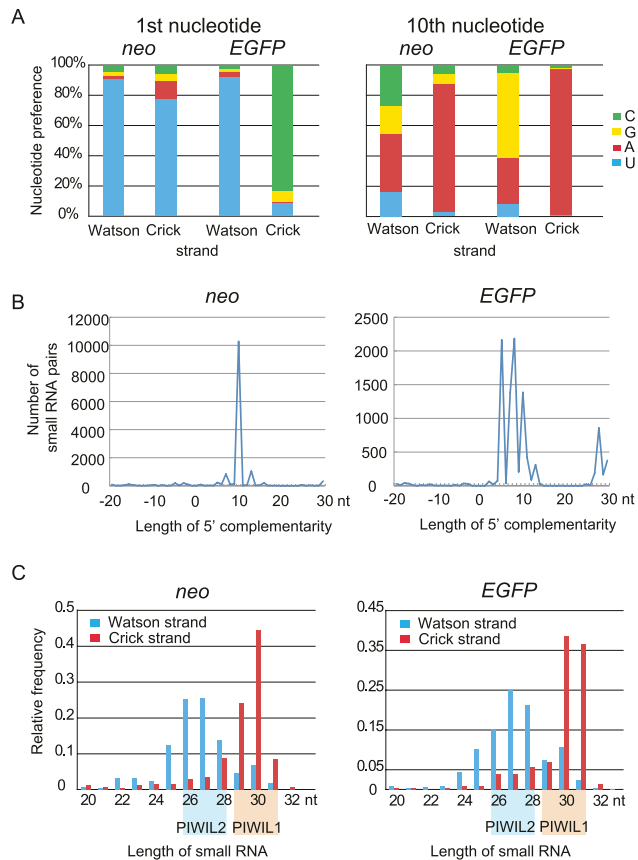 A
1st nucleotide
10th nucleotide
neo EGFP
neo EGFP
Nucleotide preference
100%
80%
60%
40%
20%
0%
C
G
A
U
Watson Crick Watson Crick
strand
Watson Crick Watson Crick
strand
B
neo
EGFP
Number of
small RNA pairs
12000
10000
8000
6000
4000
2000
0
-20 -10 0 10 20 30 nt
Length of 5' complementarity
2500
2000
1500
1000
500
0
-20 -10 0 10 20 30 nt
Length of 5' complementarity
C
neo
EGFP
Relative frequency
0.5
0.4
0.3
0.2
0.1
0
Watson strand
Crick strand
20 22 24 26 28 30 32 nt
PIWIL2 PIWIL1
Length of small RNA
0.45
0.35
0.25
0.15
0.05
0
Watson strand
Crick strand
20 22 24 26 28 30 32 nt
PIWIL2 PIWIL1
Length of small RNA